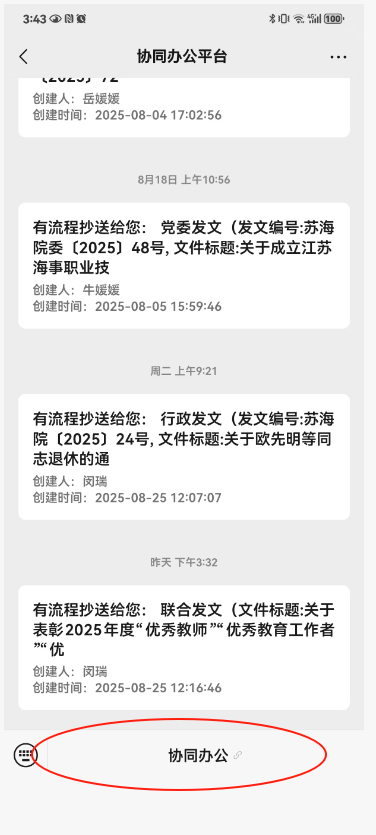 3:43
100
协同办公平台
创建人：岳媛媛
创建时间：2025-08-04 17:02:56
8月18日 上午10:56
有流程抄送给您： 党委发文（发文编号:苏海
院委〔2025〕48号, 文件标题:关于成立江苏
海事职业技
创建人：牛媛媛
创建时间：2025-08-05 15:59:46
周二 上午9:21
有流程抄送给您： 行政发文（发文编号:苏海
院〔2025〕24号, 文件标题:关于欧先明等同
志退休的通
创建人：闵瑞
创建时间：2025-08-25 12:07:07
昨天 下午3:32
有流程抄送给您： 联合发文（文件标题:关于
表彰2025年度“优秀教师”“优秀教育工作者
”“优
创建人：闵瑞
创建时间：2025-08-25 12:16:46
协同办公